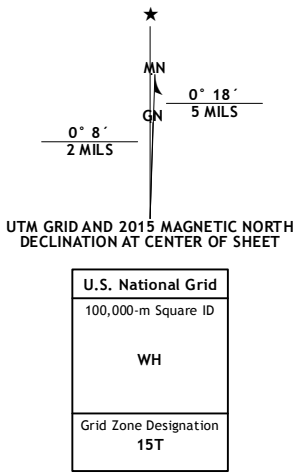 ★
MN
0° 18´
5 MILS
GN
0° 8´
2 MILS
UTM GRID AND 2015 MAGNETIC NORTH
DECLINATION AT CENTER OF SHEET
U.S. National Grid
100,000-m Square ID
WH
Grid Zone Designation
15T